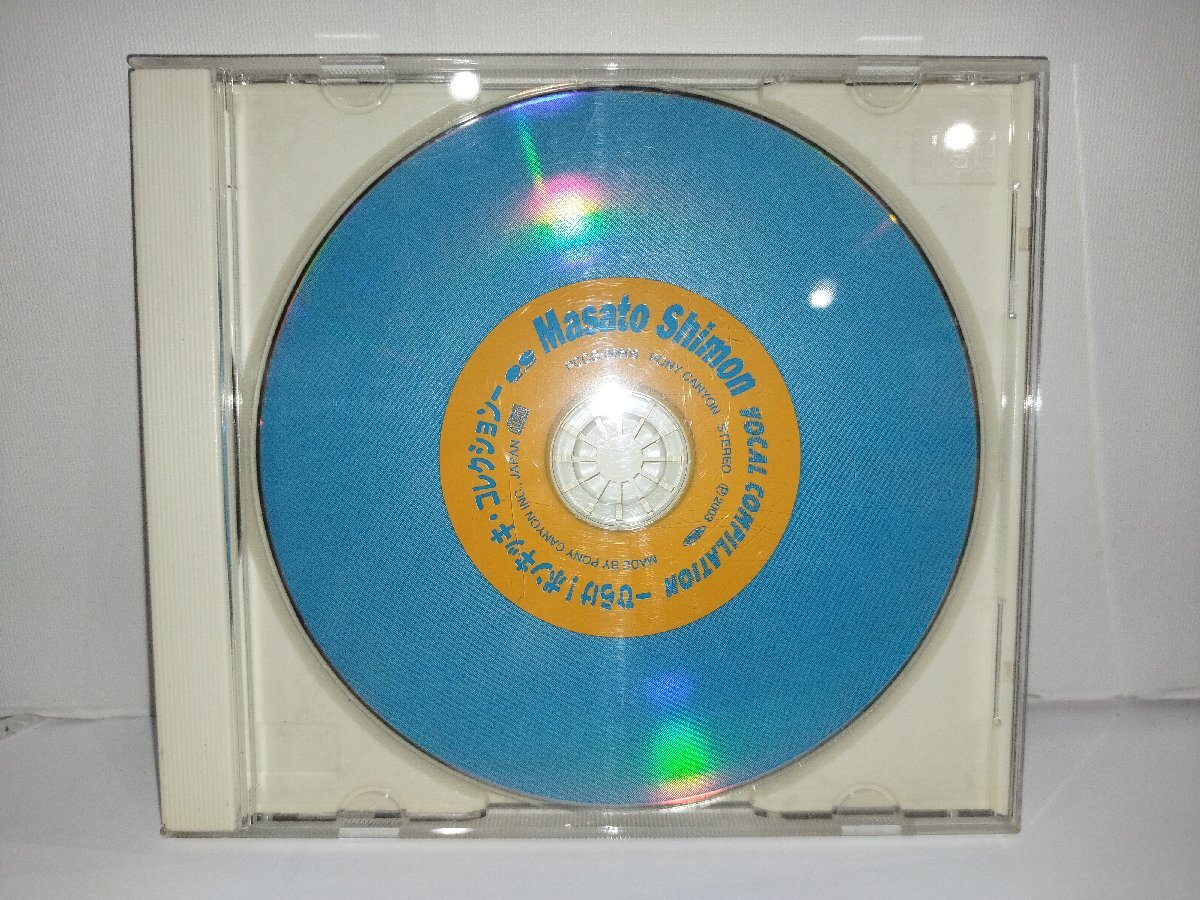 Masato Shimon VOCAL COMPILATION
ーひらけ！ポンキッキ・コレクションー
PONY CANYON STEREO Ⓟ2003
MADE BY PONY CANYON INC., JAPAN